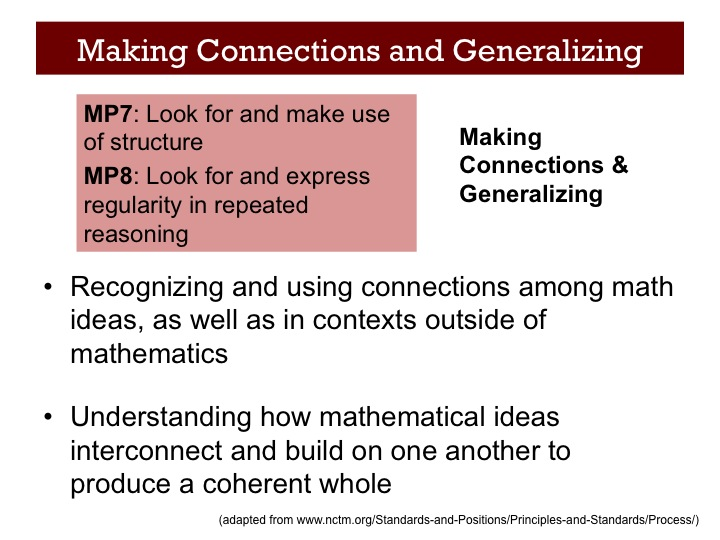 Making Connections and Generalizing
MP7: Look for and make use
of structure
MP8: Look for and express
regularity in repeated
reasoning
Making
Connections &
Generalizing
• Recognizing and using connections among math
ideas, as well as in contexts outside of
mathematics
• Understanding how mathematical ideas
interconnect and build on one another to
produce a coherent whole
(adapted from www.nctm.org/Standards-and-Positions/Principles-and-Standards/Process/)